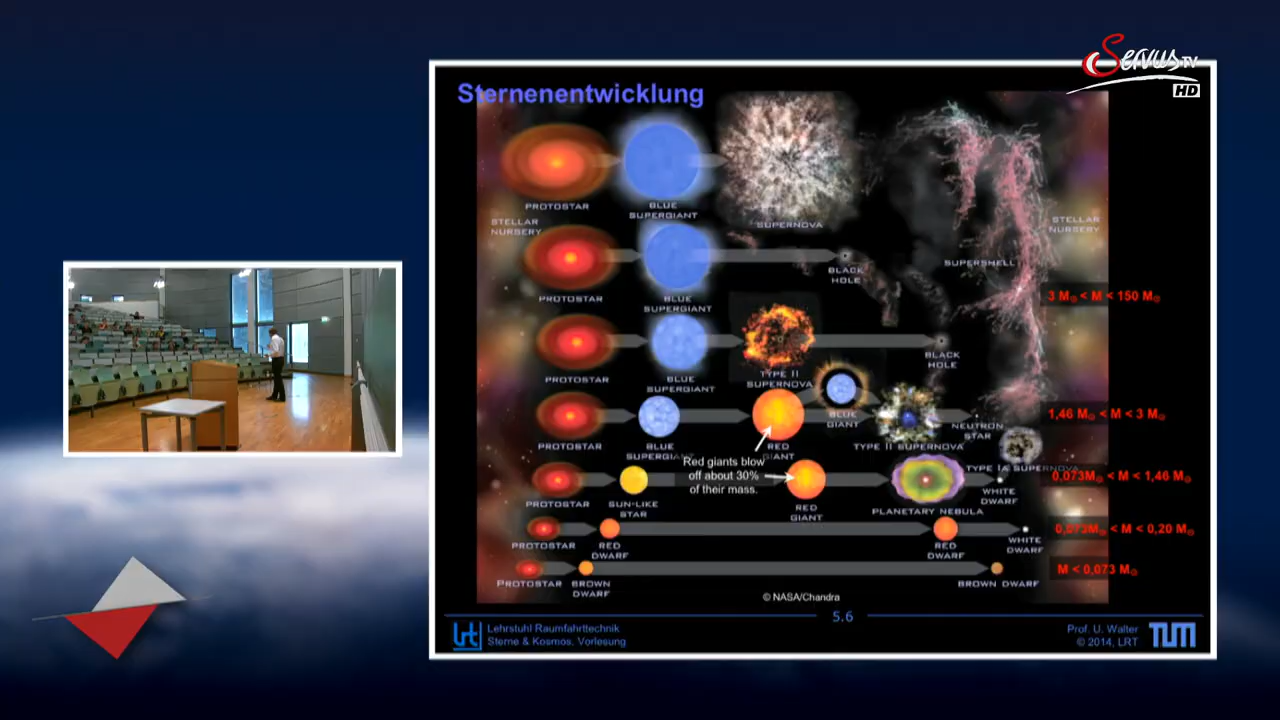 Servus TV
HD
Sternenentwicklung
PROTOSTAR
BLUE
SUPERGIANT
SUPERNOVA
STELLAR
NURSERY
STELLAR
NURSERY
SUPERSHELL
PROTOSTAR
BLUE
SUPERGIANT
BLACK
HOLE
3 M☉ < M < 150 M☉
PROTOSTAR
BLUE
SUPERGIANT
TYPE II
SUPERNOVA
BLACK
HOLE
PROTOSTAR
BLUE
SUPERGIANT
RED
GIANT
BLUE
GIANT
TYPE II SUPERNOVA
NEUTRON
STAR
1,46 M☉ < M < 3 M☉
Red giants blow
off about 30%
of their mass.
TYPE IA SUPERNOVA
PROTOSTAR
SUN-LIKE
STAR
RED
GIANT
PLANETARY NEBULA
WHITE
DWARF
0,073M☉ < M < 1,46 M☉
PROTOSTAR
RED
DWARF
RED
DWARF
WHITE
DWARF
0,073M☉ < M < 0,20 M☉
PROTOSTAR
BROWN
DWARF
BROWN DWARF
M < 0,073 M☉
© NASA/Chandra
5.6
lrt
Lehrstuhl Raumfahrttechnik
Sterne & Kosmos, Vorlesung
Prof. U. Walter
© 2014, LRT
TUM